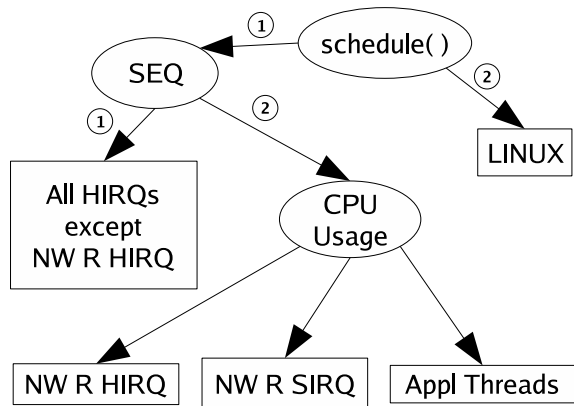 schedule( )
1
SEQ
2
1
2
LINUX
All HIRQs
except
NW R HIRQ
CPU
Usage
NW R HIRQ
NW R SIRQ
Appl Threads